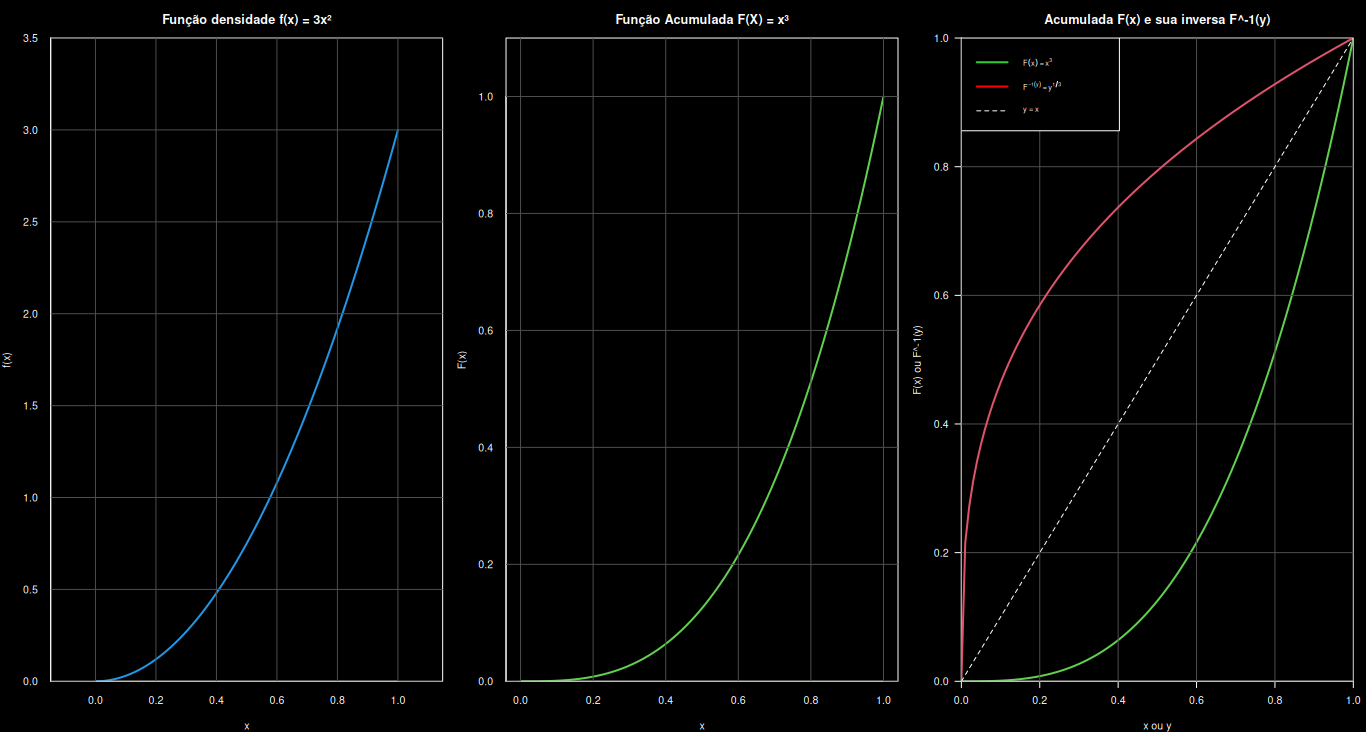 Função densidade f(x) = 3x²
3.5
3.0
2.5
2.0
1.5
1.0
0.5
0.0
f(x)
0.0 0.2 0.4 0.6 0.8 1.0
x
Função Acumulada F(X) = x³
1.0
0.8
0.6
0.4
0.2
0.0
F(x)
0.0 0.2 0.4 0.6 0.8 1.0
x
Acumulada F(x) e sua inversa F^-1(y)
F(x) = x³
F⁻¹(y) = y¹/³
y = x
1.0
0.8
0.6
0.4
0.2
0.0
F(x) ou F^-1(y)
0.0 0.2 0.4 0.6 0.8 1.0
x ou y